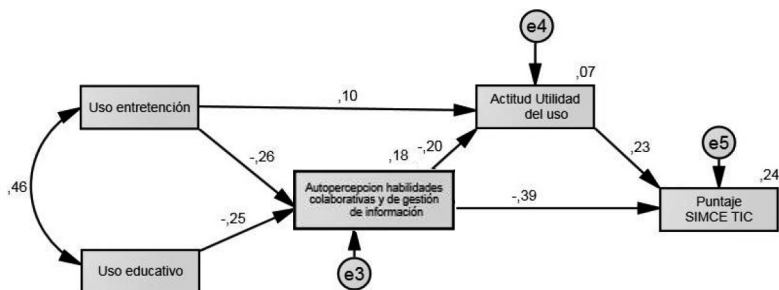 e4
,07
Uso entretención
,10
Actitud Utilidad
del uso
-,26
,18
-,20
,23
e5
,46
Autopercepcion habilidades
colaborativas y de gestión
de información
-,39
,24
Puntaje
SIMCE TIC
-,25
Uso educativo
e3